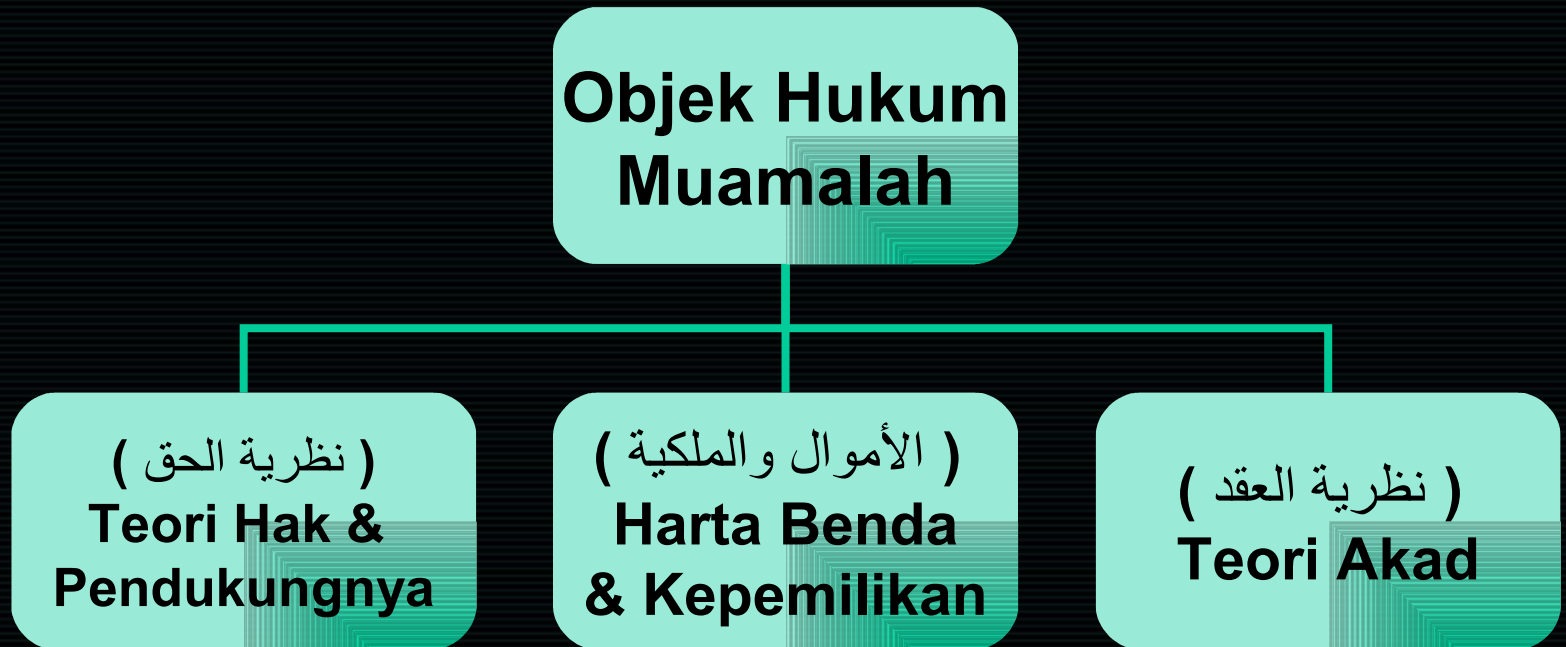 Objek Hukum
Muamalah
( نظرية الحق )
Teori Hak &
Pendukungnya
( الأموال والملكية )
Harta Benda
& Kepemilikan
( نظرية العقد )
Teori Akad